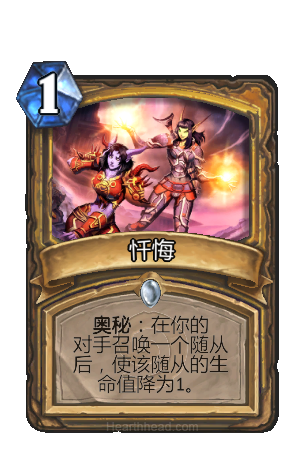 1
忏悔
奥秘：在你的
对手召唤一个随从
后，使该随从的生
命值降为1。
Hearthhead.com